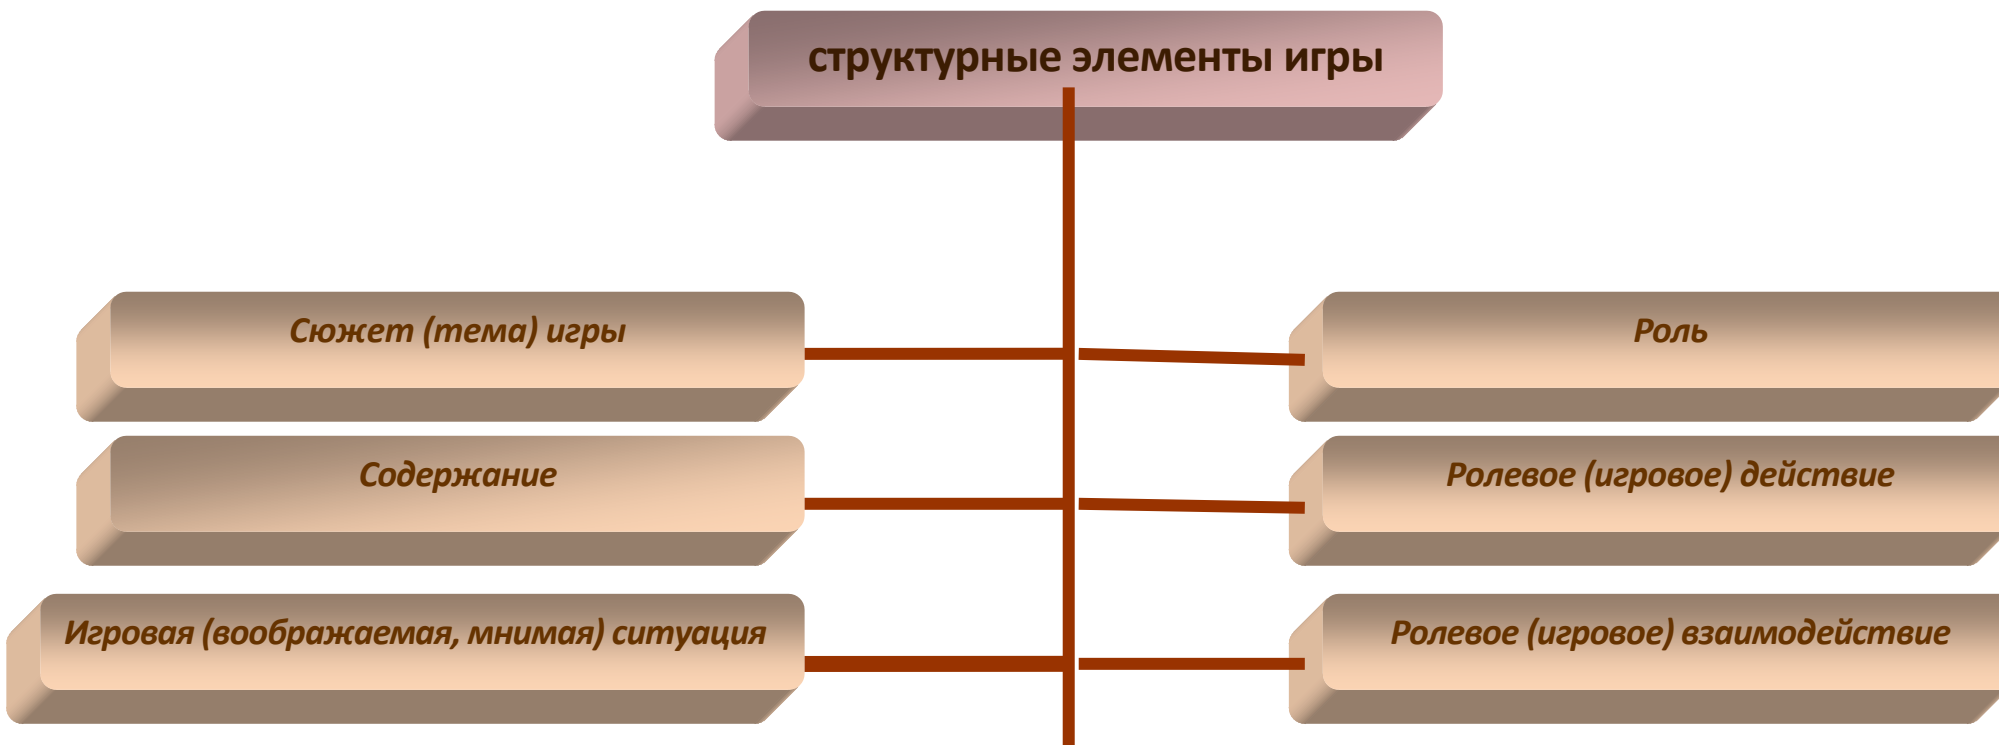 структурные элементы игры
Сюжет (тема) игры
Роль
Содержание
Ролевое (игровое) действие
Игровая (воображаемая, мнимая) ситуация
Ролевое (игровое) взаимодействие